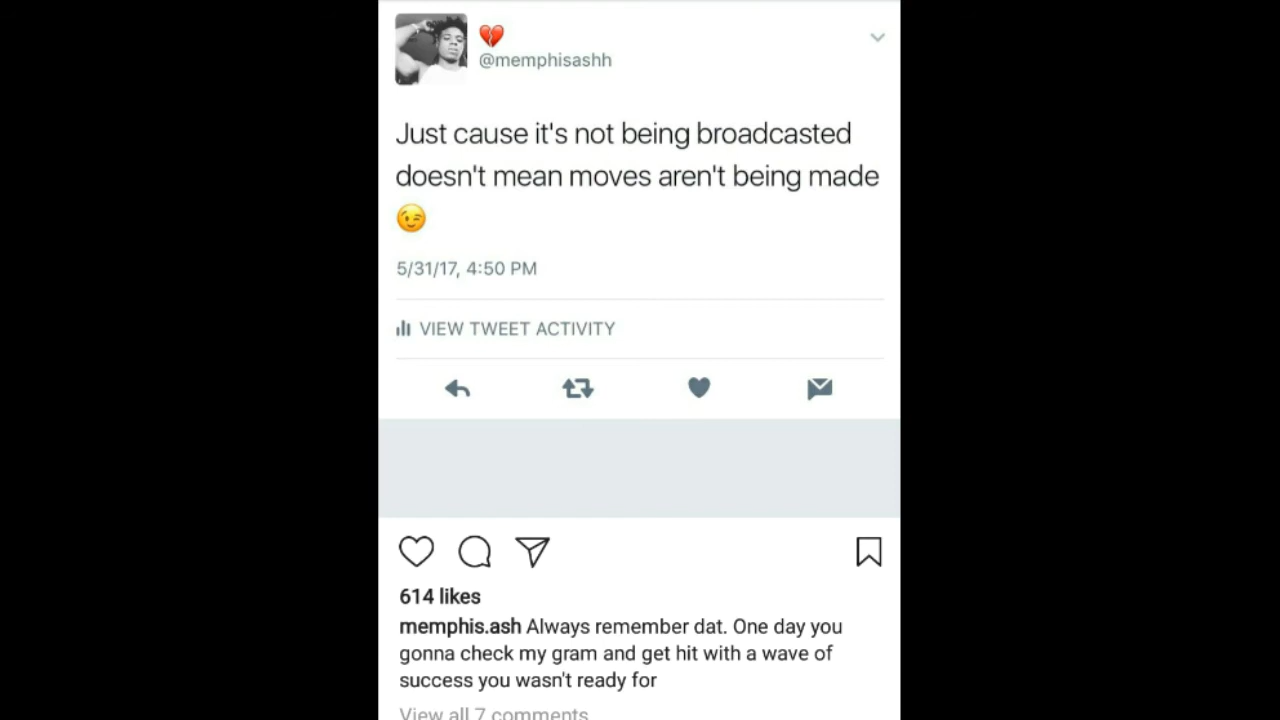 💔
@memphisashh
Just cause it's not being broadcasted
doesn't mean moves aren't being made
😉
5/31/17, 4:50 PM
VIEW TWEET ACTIVITY
614 likes
memphis.ash Always remember dat. One day you
gonna check my gram and get hit with a wave of
success you wasn't ready for
View all 7 comments